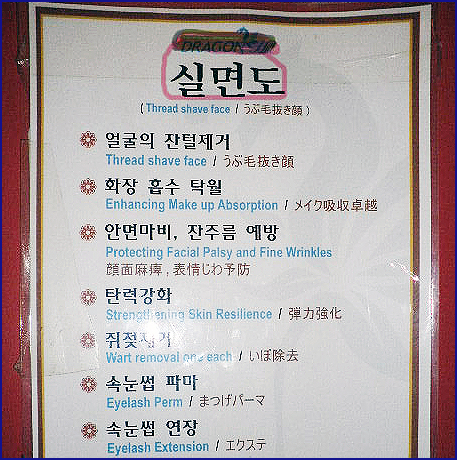 DRAGON
실면도
( Thread shave face / うぶ毛抜き顔 )
얼굴의 잔털제거
Thread shave face / うぶ毛抜き顔
화장 흡수 탁월
Enhancing Make up Absorption / メイク吸収卓越
안면마비, 잔주름 예방
Protecting Facial Palsy and Fine Wrinkles
顔面麻痺 , 表情じわ予防
탄력강화
Strengthening Skin Resilience / 弾力強化
쥐젖제거
Wart removal one each / いぼ除去
속눈썹 파마
Eyelash Perm / まつげパーマ
속눈썹 연장
Eyelash Extension / エクステ